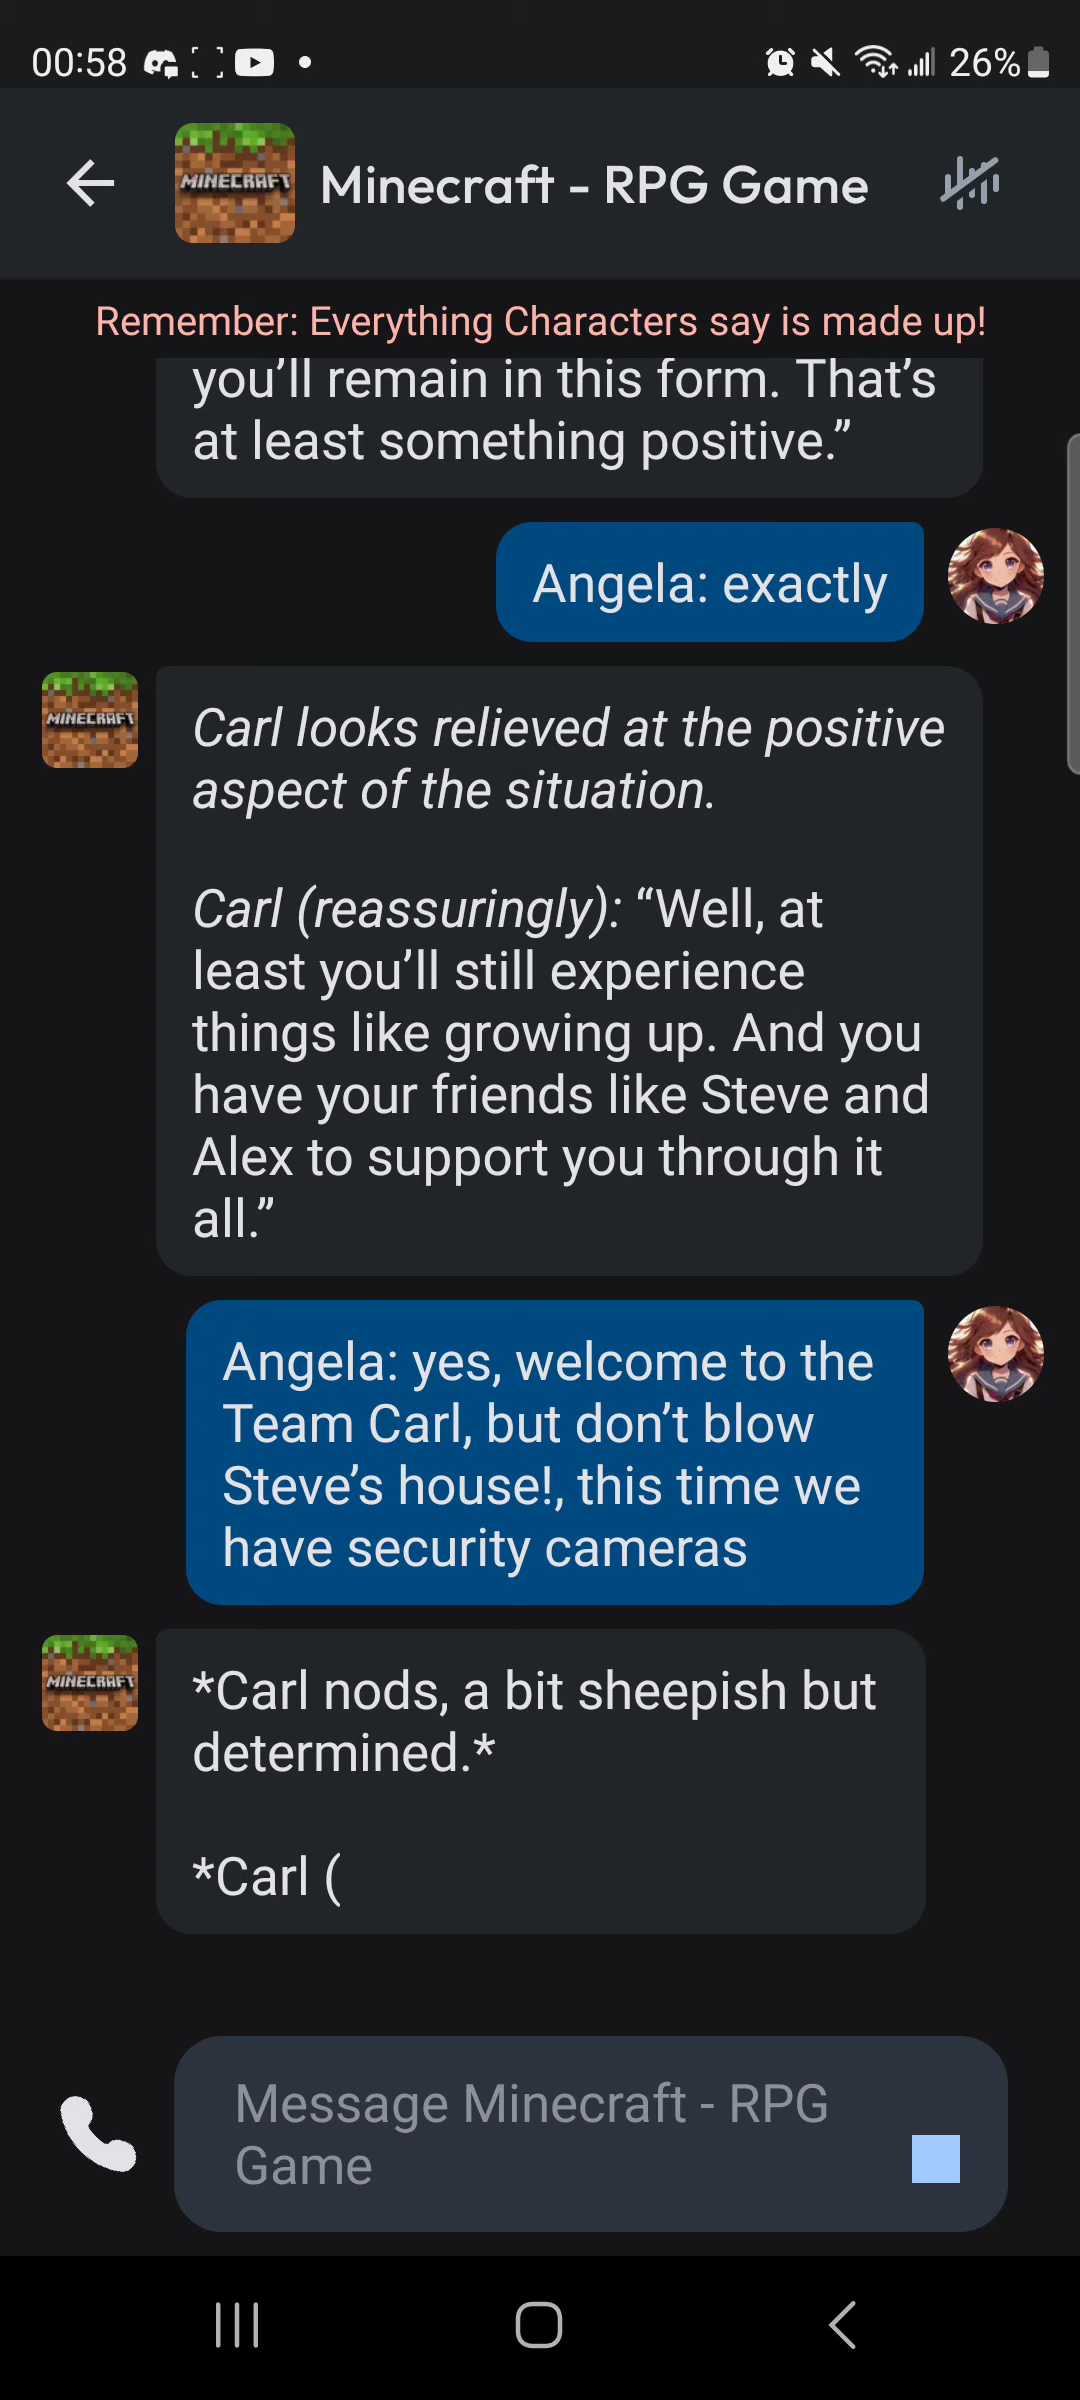 00:58
26%
MINECRAFT
Minecraft - RPG Game
Remember: Everything Characters say is made up!
you’ll remain in this form. That’s
at least something positive.”
Angela: exactly
MINECRAFT
Carl looks relieved at the positive
aspect of the situation.
Carl (reassuringly): “Well, at
least you’ll still experience
things like growing up. And you
have your friends like Steve and
Alex to support you through it
all.”
Angela: yes, welcome to the
Team Carl, but don’t blow
Steve’s house!, this time we
have security cameras
MINECRAFT
*Carl nods, a bit sheepish but
determined.*
*Carl (
Message Minecraft - RPG
Game